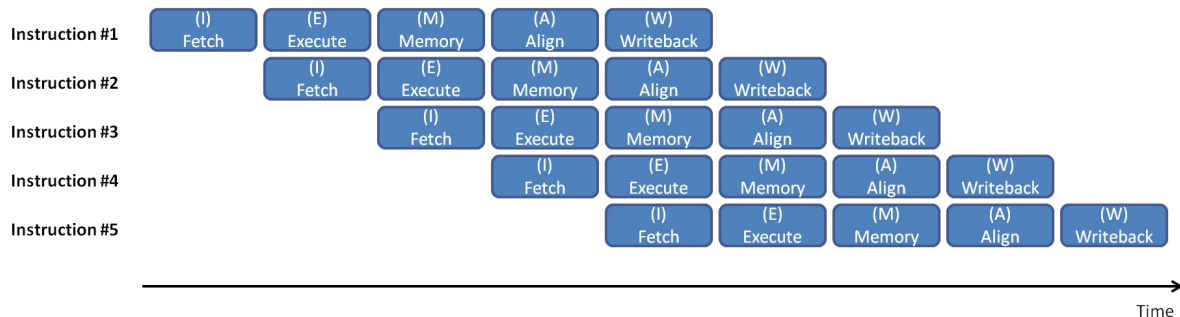 Instruction #1
(I) (E) (M) (A) (W)
Fetch Execute Memory Align Writeback
Instruction #2
(I) (E) (M) (A) (W)
Fetch Execute Memory Align Writeback
Instruction #3
(I) (E) (M) (A) (W)
Fetch Execute Memory Align Writeback
Instruction #4
(I) (E) (M) (A) (W)
Fetch Execute Memory Align Writeback
Instruction #5
(I) (E) (M) (A) (W)
Fetch Execute Memory Align Writeback
Time